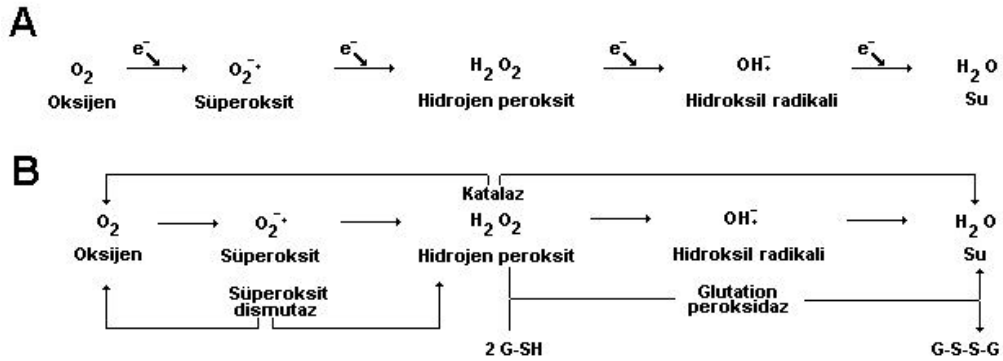 A
e⁻ e⁻ e⁻ e⁻
O₂ O₂⁻• H₂O₂ OH⁻• H₂O
Oksijen Süperoksit Hidrojen peroksit Hidroksil radikali Su
B
Katalaz
O₂ O₂⁻• H₂O₂ OH⁻• H₂O
Oksijen Süperoksit Hidrojen peroksit Hidroksil radikali Su
Süperoksit
dismutaz
Glutation
peroksidaz
2 G-SH G-S-S-G